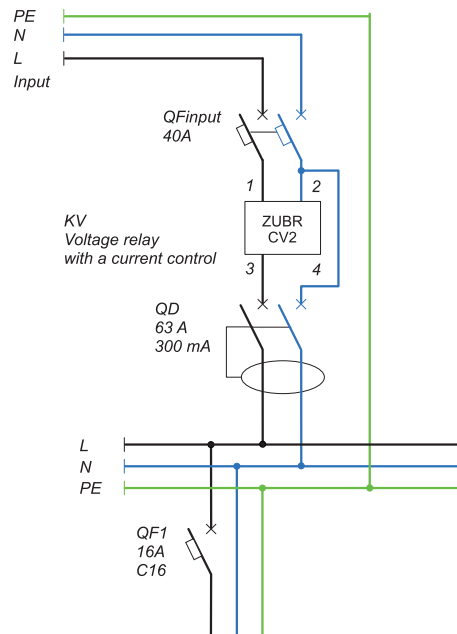 PE
N
L
Input
QFinput
40A
1
2
KV
Voltage relay
with a current control
ZUBR
CV2
3
4
QD
63 A
300 mA
L
N
PE
QF1
16A
C16